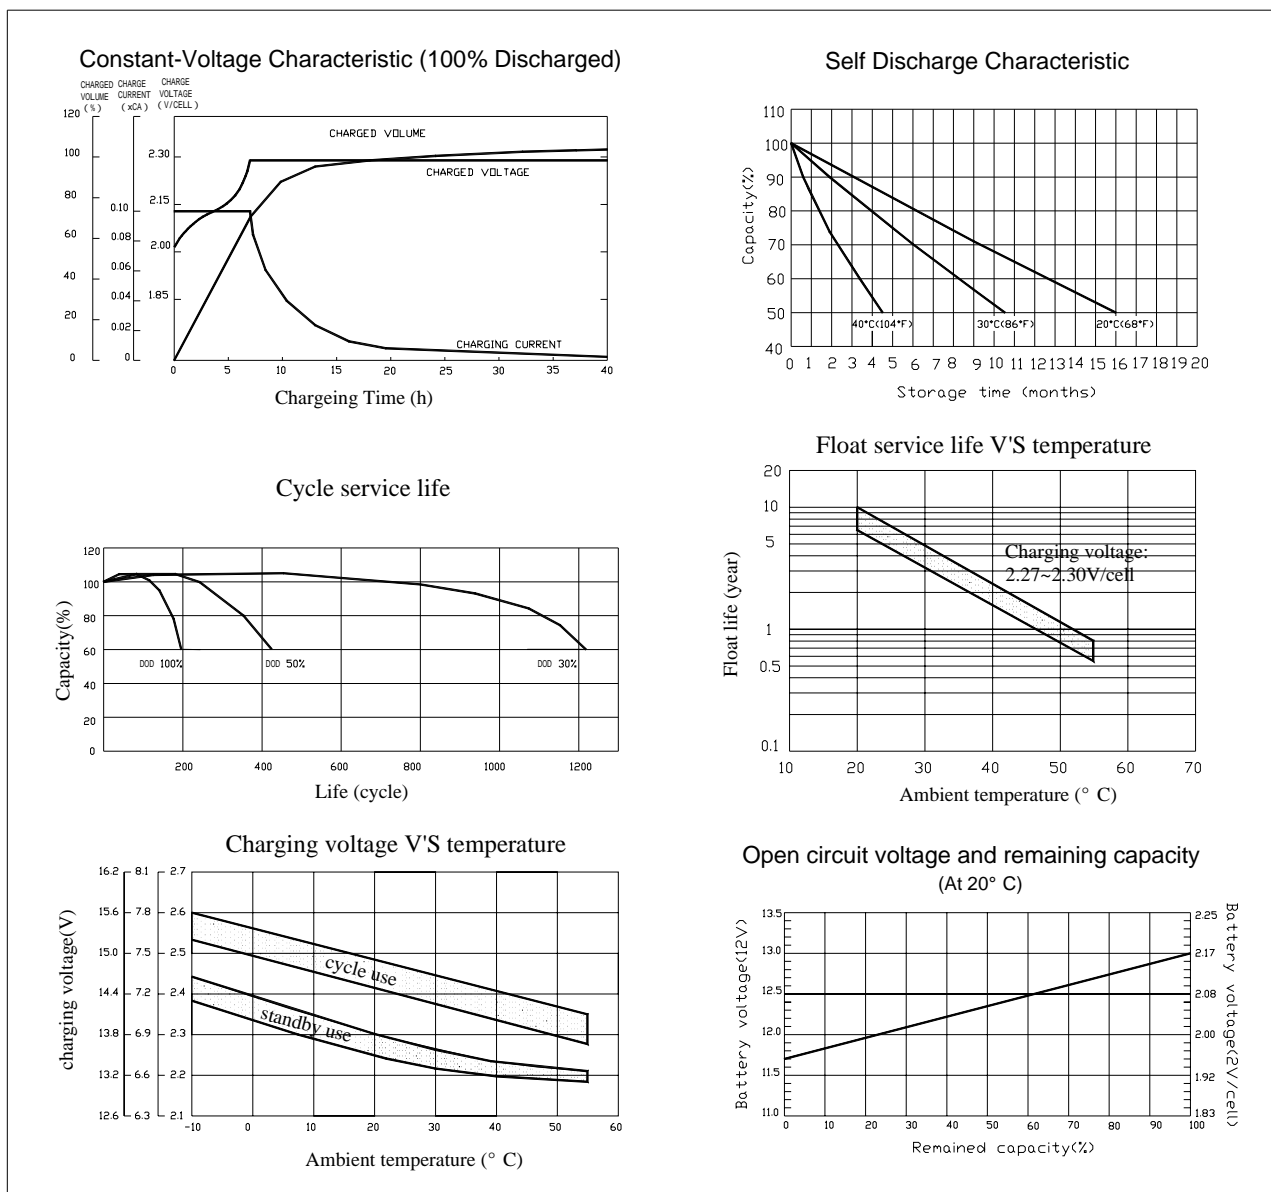 Constant-Voltage Characteristic (100% Discharged)
CHARGED CHARGE CHARGE
VOLUME CURRENT VOLTAGE
(%) (xCA) (V/CELL)
120
100 2.30
80 0.10 2.15
0.08
60 2.00
0.06
40 0.04 1.85
20 0.02
0 0
CHARGED VOLUME
CHARGED VOLTAGE
CHARGING CURRENT
0 5 10 15 20 25 30 35 40
Chargeing Time (h)
Self Discharge Characteristic
Capacity(%)
110
100
90
80
70
60
50
40
40°C(104°F) 30°C(86°F) 20°C(68°F)
0 1 2 3 4 5 6 7 8 9 10 11 12 13 14 15 16 17 18 19 20
Storage time (months)
Cycle service life
Capacity(%)
120
100
80
60
40
20
0
DOD 100% DOD 50% DOD 30%
200 400 600 800 1000 1200
Life (cycle)
Float service life V'S temperature
Float life (year)
20
10
5
1
0.5
0.1
Charging voltage:
2.27~2.30V/cell
10 20 30 40 50 60 70
Ambient temperature (° C)
Charging voltage V'S temperature
charging voltage(V)
16.2 8.1 2.7
15.6 7.8 2.6
15.0 7.5 2.5
14.4 7.2 2.4
13.8 6.9 2.3
13.2 6.6 2.2
12.6 6.3 2.1
cycle use
standby use
-10 0 10 20 30 40 50 60
Ambient temperature (° C)
Open circuit voltage and remaining capacity
(At 20° C)
Battery voltage(12V)
13.5
13.0
12.5
12.0
11.5
11.0
2.25
2.17
2.08
2.00
1.92
1.83
Battery voltage(2V/cell)
0 10 20 30 40 50 60 70 80 90 100
Remained capacity(%)